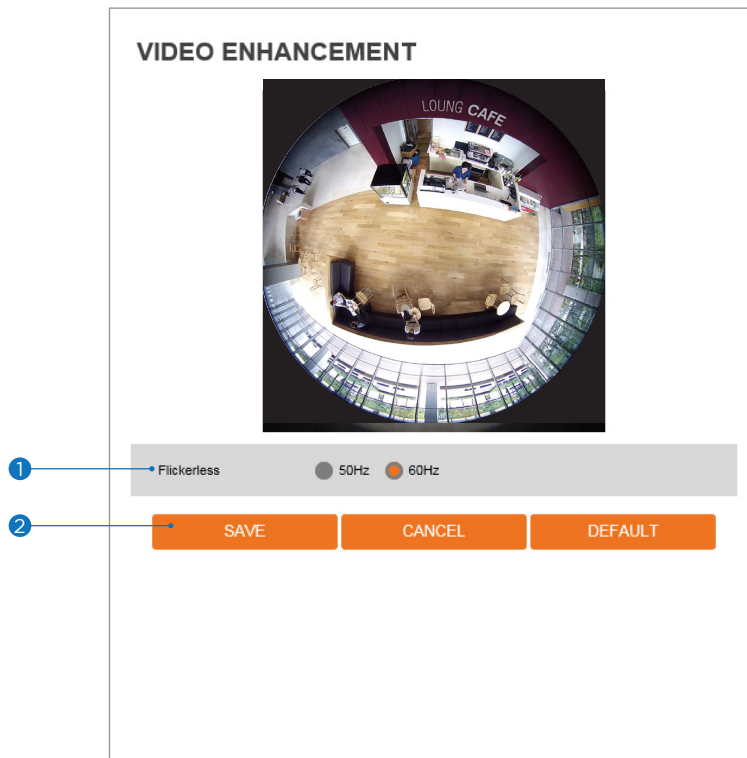 VIDEO ENHANCEMENT
LOUNG CAFE
1
Flickerless 50Hz 60Hz
2
SAVE CANCEL DEFAULT